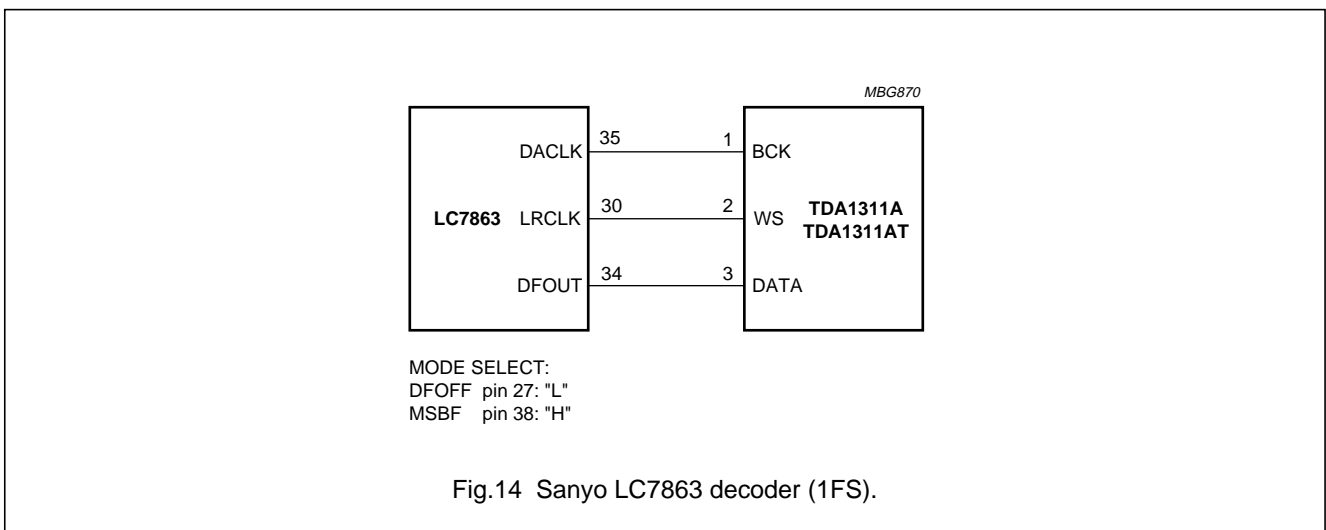 MBG870
DACLK 35 1 BCK
LC7863 LRCLK 30 2 WS TDA1311A
TDA1311AT
DFOUT 34 3 DATA
MODE SELECT:
DFOFF pin 27: "L"
MSBF pin 38: "H"
Fig.14 Sanyo LC7863 decoder (1FS).